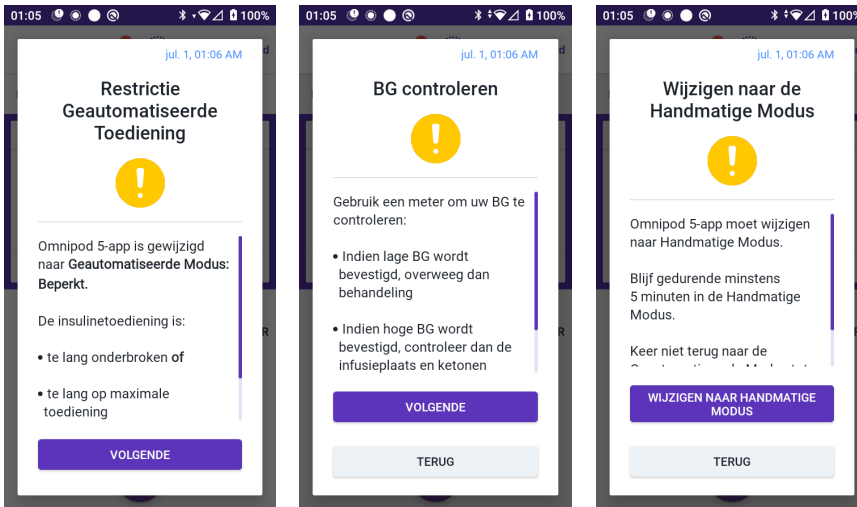 01:05
100%
jul. 1, 01:06 AM
Restrictie
Geautomatiseerde
Toediening
Omnipod 5-app is gewijzigd
naar Geautomatiseerde Modus:
Beperkt.
De insulinetoediening is:
• te lang onderbroken of
• te lang op maximale
toediening
VOLGENDE
01:05
100%
jul. 1, 01:06 AM
BG controleren
Gebruik een meter om uw BG te
controleren:
• Indien lage BG wordt
bevestigd, overweeg dan
behandeling
• Indien hoge BG wordt
bevestigd, controleer dan de
infusieplaats en ketonen
VOLGENDE
TERUG
01:05
100%
jul. 1, 01:06 AM
Wijzigen naar de
Handmatige Modus
Omnipod 5-app moet wijzigen
naar Handmatige Modus.
Blijf gedurende minstens
5 minuten in de Handmatige
Modus.
Keer niet terug naar de
WIJZIGEN NAAR HANDMATIGE
MODUS
TERUG